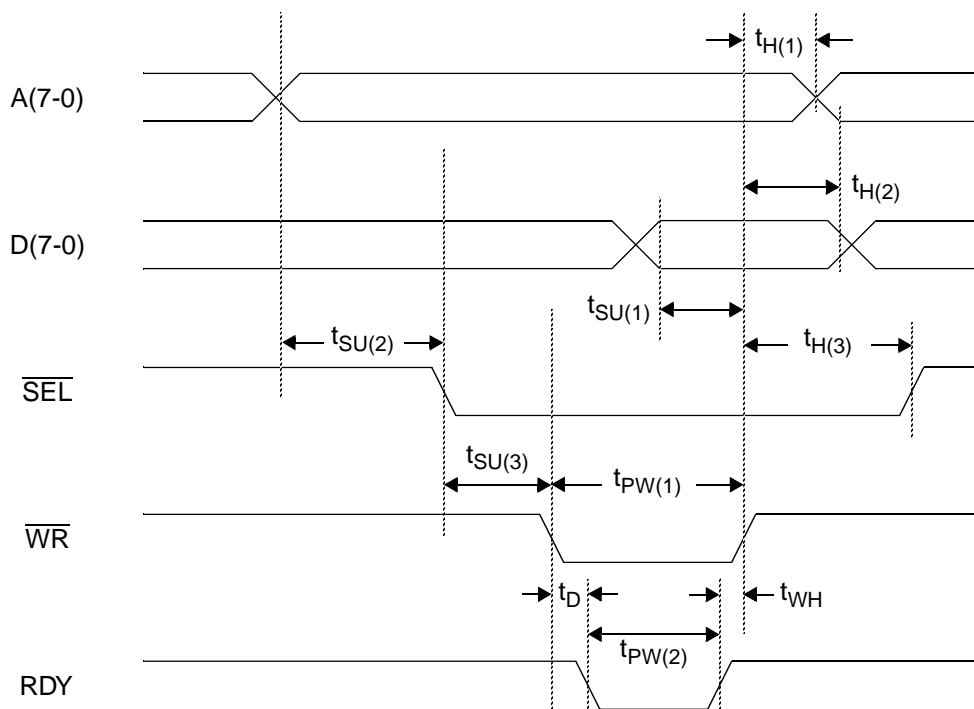 tH(1)
A(7-0)
tH(2)
D(7-0)
tSU(1)
tSU(2)
tH(3)
SEL
tSU(3)
tPW(1)
WR
tD
tWH
tPW(2)
RDY